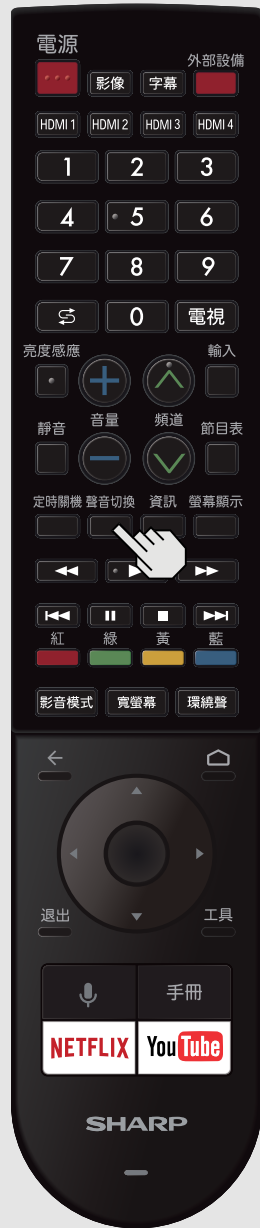 電源
外部設備
影像 字幕
HDMI 1 HDMI 2 HDMI 3 HDMI 4
1 2 3
4 5 6
7 8 9
0 電視
亮度感應 輸入
靜音 音量 頻道 節目表
定時關機 聲音切換 資訊 螢幕顯示
紅 綠 黃 藍
影音模式 寬螢幕 環繞聲
退出 工具
手冊
NETFLIX YouTube
SHARP